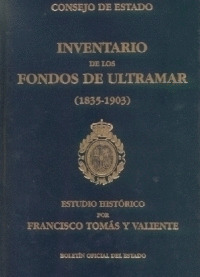 CONSEJO DE ESTADO
INVENTARIO
DE LOS
FONDOS DE ULTRAMAR
(1835-1903)
ESTUDIO HISTÓRICO
POR
FRANCISCO TOMÁS Y VALIENTE
BOLETÍN OFICIAL DEL ESTADO